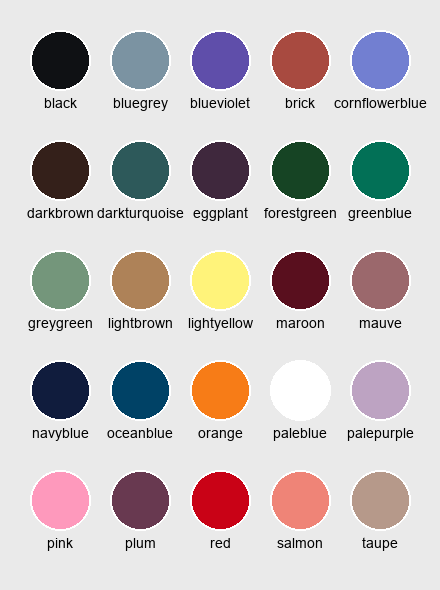 black bluegrey blueviolet brick cornflowerblue
darkbrown darkturquoise eggplant forestgreen greenblue
greygreen lightbrown lightyellow maroon mauve
navyblue oceanblue orange paleblue palepurple
pink plum red salmon taupe